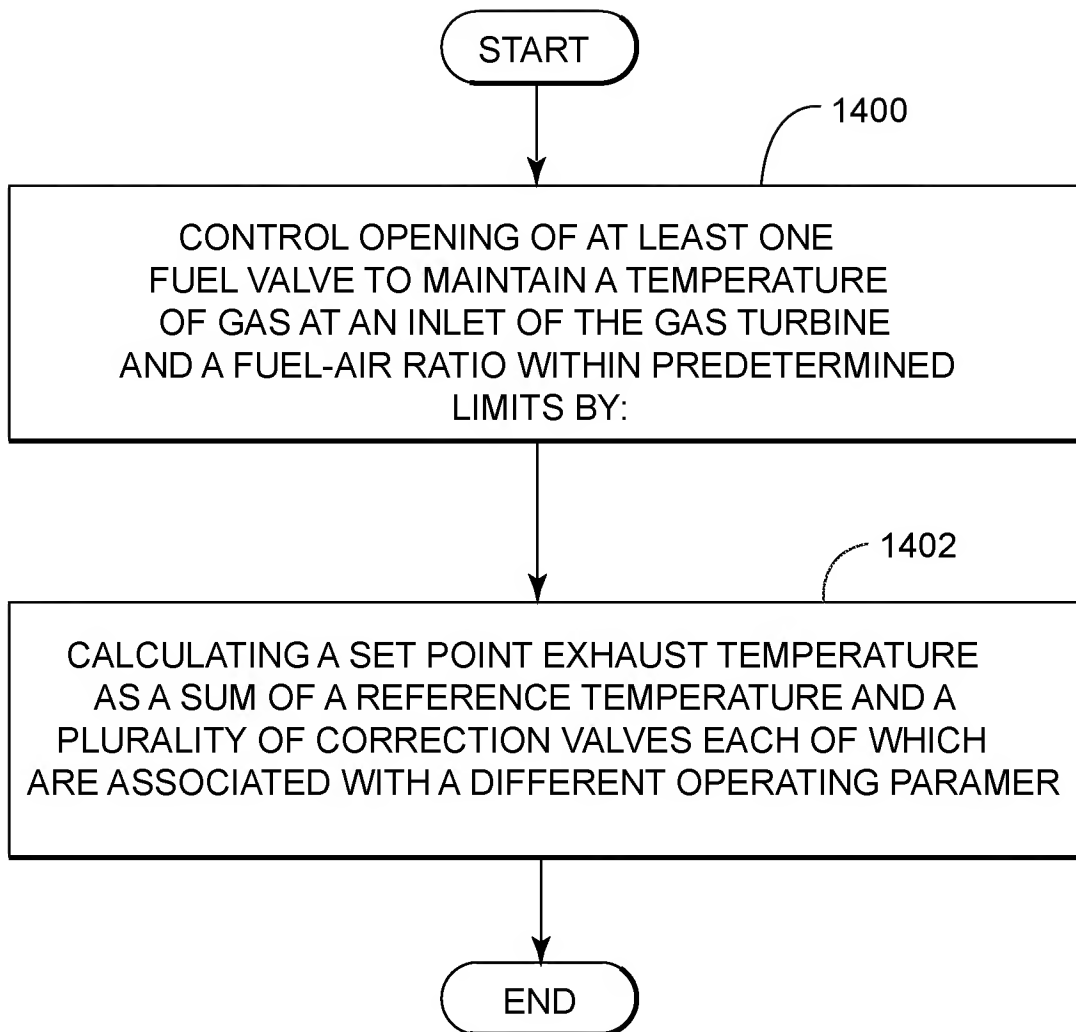 START
1400
CONTROL OPENING OF AT LEAST ONE
FUEL VALVE TO MAINTAIN A TEMPERATURE
OF GAS AT AN INLET OF THE GAS TURBINE
AND A FUEL-AIR RATIO WITHIN PREDETERMINED
LIMITS BY:
1402
CALCULATING A SET POINT EXHAUST TEMPERATURE
AS A SUM OF A REFERENCE TEMPERATURE AND A
PLURALITY OF CORRECTION VALVES EACH OF WHICH
ARE ASSOCIATED WITH A DIFFERENT OPERATING PARAMER
END